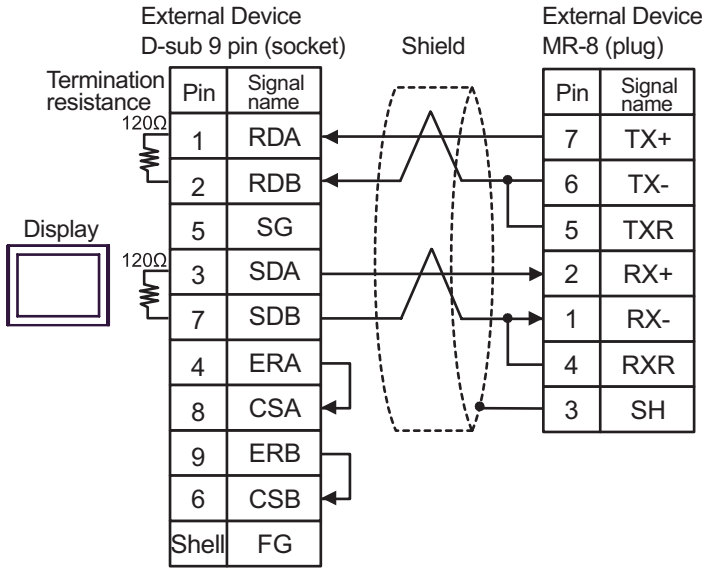 External Device
D-sub 9 pin (socket)
Shield
External Device
MR-8 (plug)
Termination
resistance
Pin Signal name
120Ω
1 RDA
2 RDB
5 SG
Display
120Ω
3 SDA
7 SDB
4 ERA
8 CSA
9 ERB
6 CSB
Shell FG
Pin Signal name
7 TX+
6 TX-
5 TXR
2 RX+
1 RX-
4 RXR
3 SH